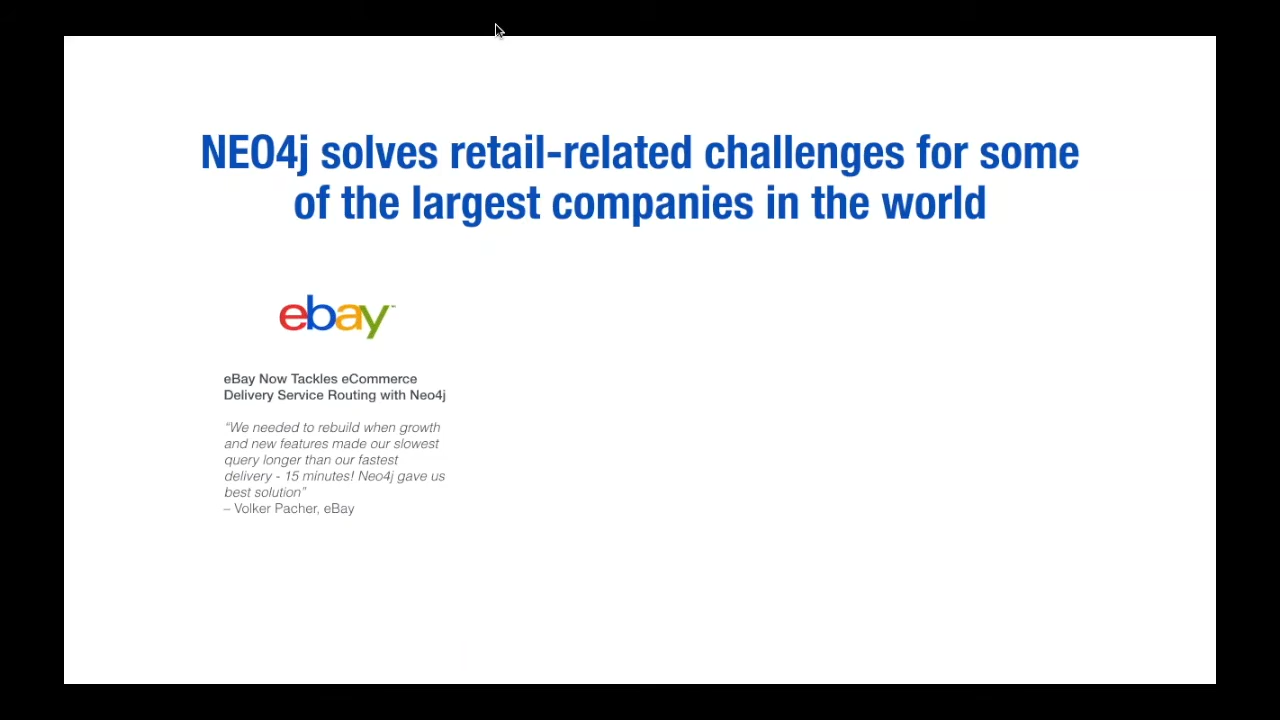 NEO4j solves retail-related challenges for some
of the largest companies in the world
ebay™
eBay Now Tackles eCommerce
Delivery Service Routing with Neo4j
“We needed to rebuild when growth
and new features made our slowest
query longer than our fastest
delivery - 15 minutes! Neo4j gave us
best solution”
– Volker Pacher, eBay